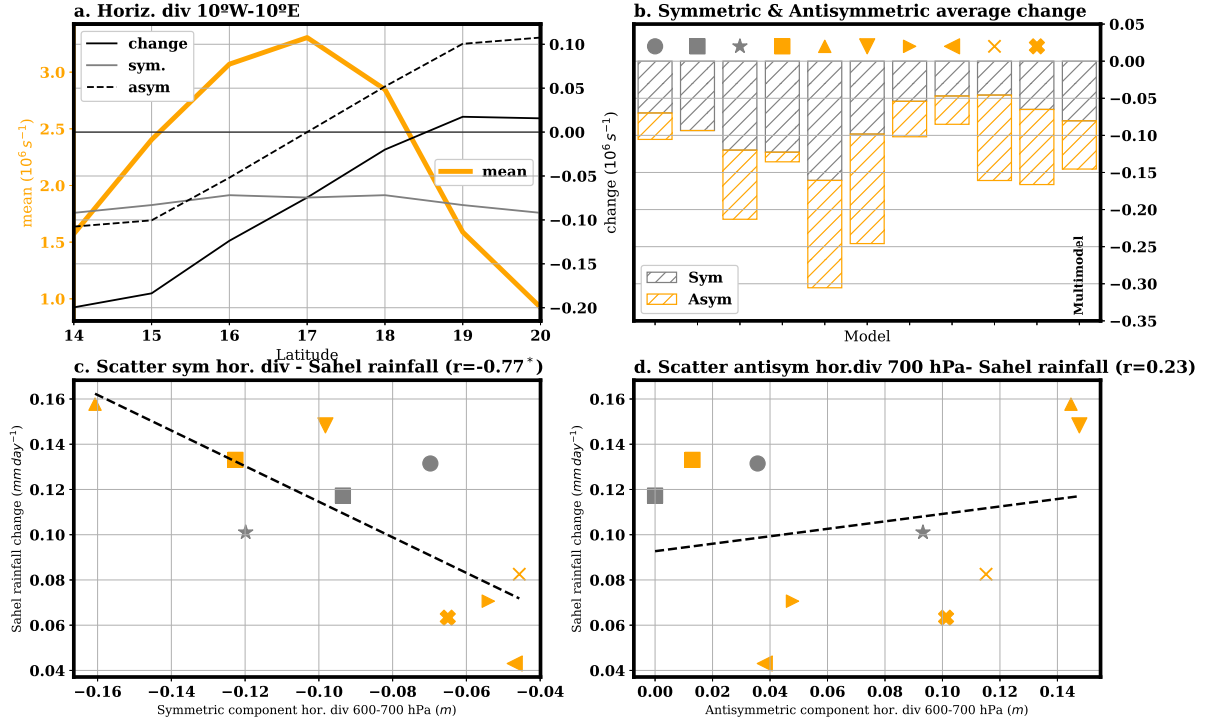 a. Horiz. div 10ºW-10ºE
change
sym.
asym
mean
mean (10⁶ s⁻¹)
3.0
2.5
2.0
1.5
1.0
0.10
0.05
0.00
−0.05
−0.10
−0.15
−0.20
change (10⁶ s⁻¹)
14 15 16 17 18 19 20
Latitude
b. Symmetric & Antisymmetric average change
0.05
0.00
−0.05
−0.10
−0.15
−0.20
−0.25
−0.30
−0.35
Sym
Asym
Multimodel
Model
c. Scatter sym hor. div - Sahel rainfall (r=-0.77*)
Sahel rainfall change (mm day⁻¹)
0.16
0.14
0.12
0.10
0.08
0.06
0.04
−0.16 −0.14 −0.12 −0.10 −0.08 −0.06 −0.04
Symmetric component hor. div 600-700 hPa (m)
d. Scatter antisym hor.div 700 hPa- Sahel rainfall (r=0.23)
Sahel rainfall change (mm day⁻¹)
0.16
0.14
0.12
0.10
0.08
0.06
0.04
0.00 0.02 0.04 0.06 0.08 0.10 0.12 0.14
Antisymmetric component hor. div 600-700 hPa (m)